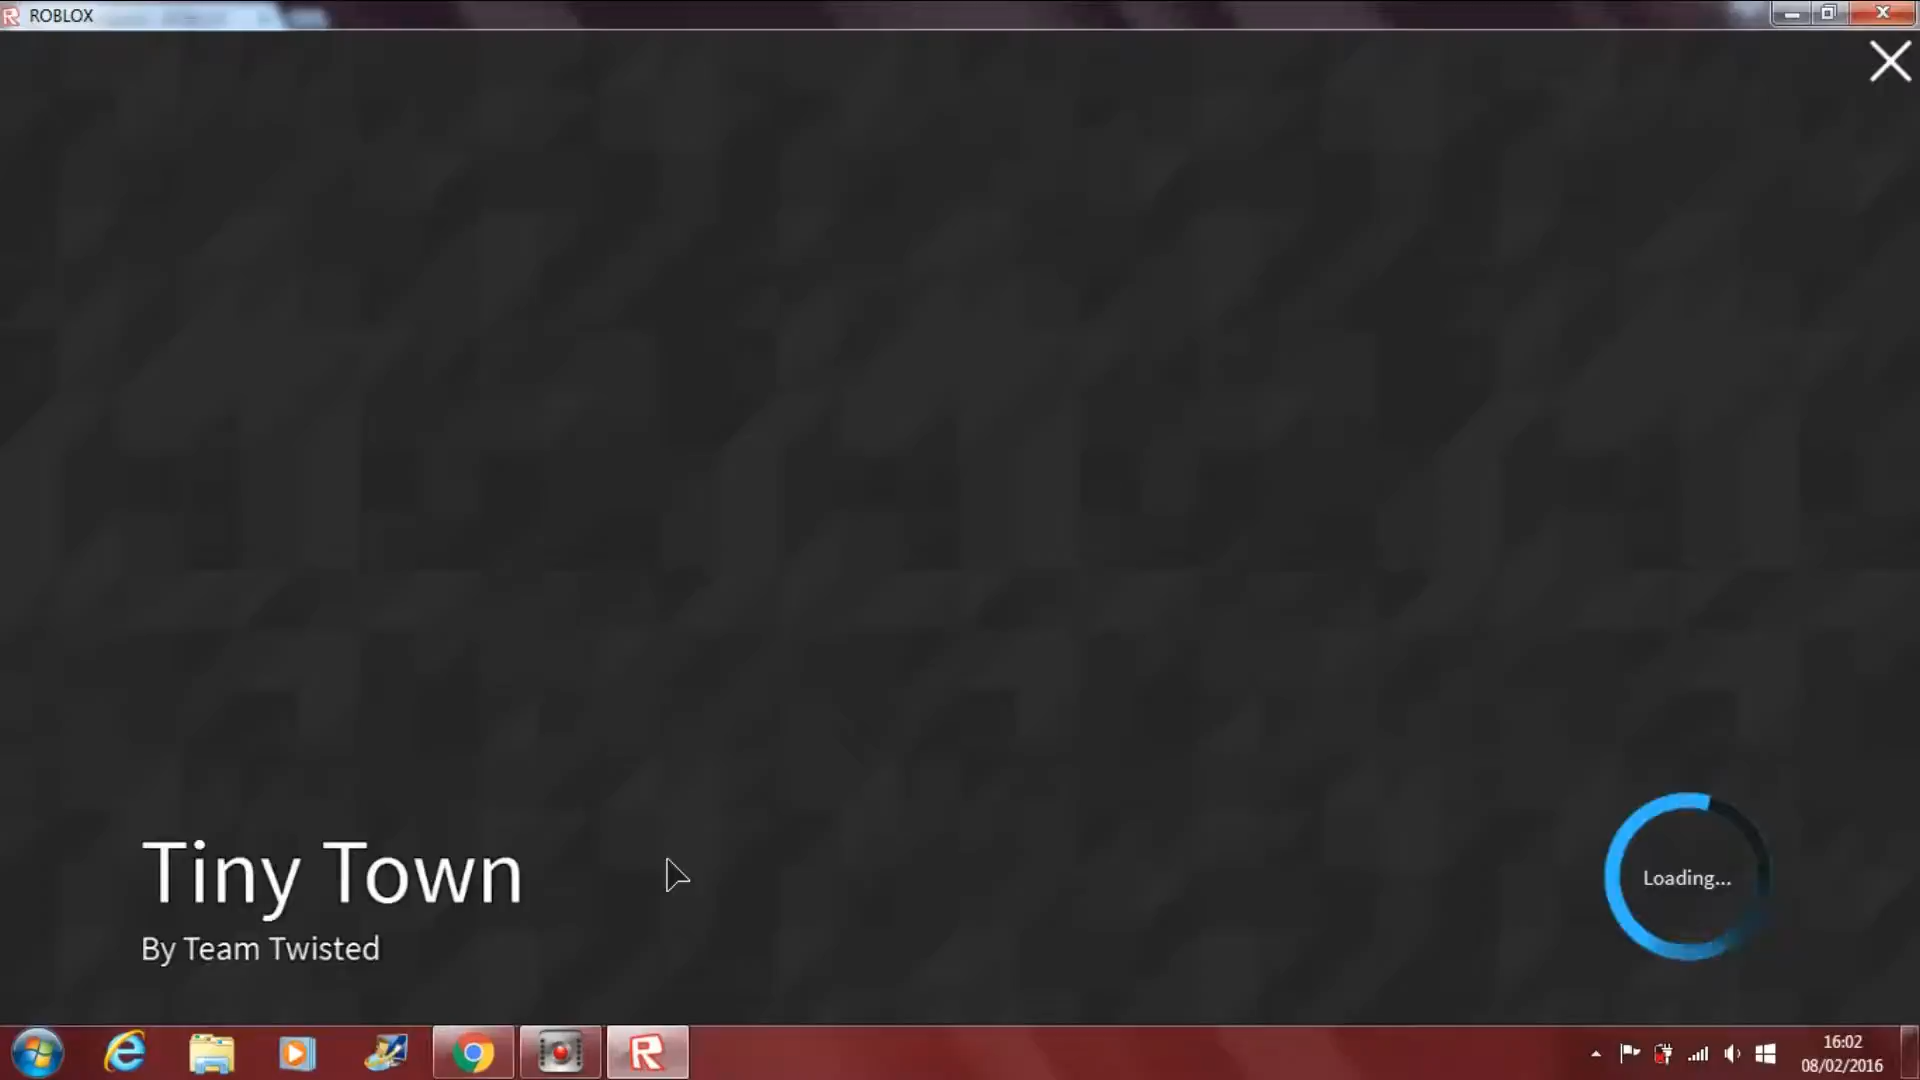 ROBLOX
Tiny Town
By Team Twisted
Loading...
16:02
08/02/2016